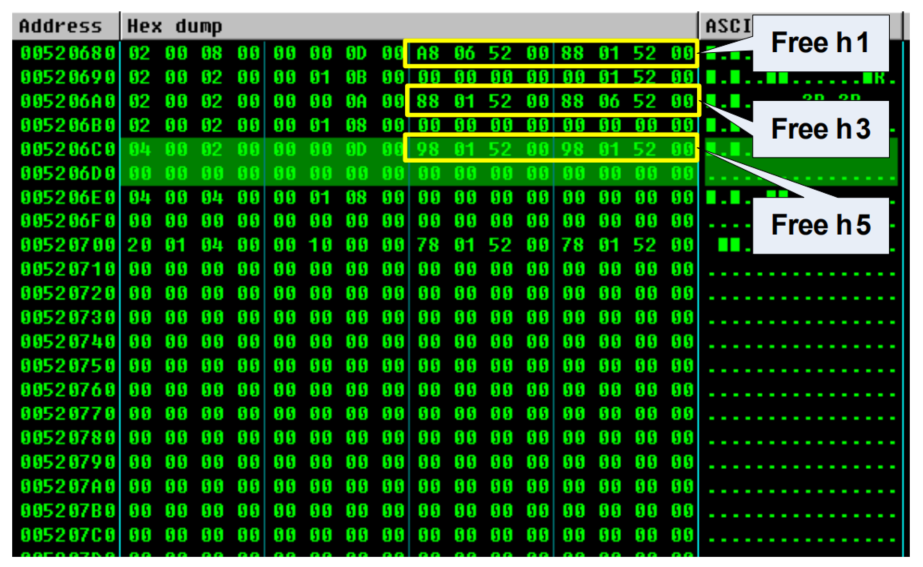 Address Hex dump ASCI
00520680 02 00 08 00 00 00 0D 00 A8 06 52 00 88 01 52 00
00520690 02 00 02 00 00 01 0B 00 00 00 00 00 00 01 52 00
005206A0 02 00 02 00 00 00 0A 00 88 01 52 00 88 06 52 00
005206B0 02 00 02 00 00 01 08 00 00 00 00 00 00 00 00 00
005206C0 04 00 02 00 00 00 0D 00 98 01 52 00 98 01 52 00
005206D0 00 00 00 00 00 00 00 00 00 00 00 00 00 00 00 00 ................
005206E0 04 00 04 00 00 01 08 00 00 00 00 00 00 00 00 00
005206F0 00 00 00 00 00 00 00 00 00 00 00 00 00 00 00 00
00520700 20 01 04 00 00 10 00 00 78 01 52 00 78 01 52 00
00520710 00 00 00 00 00 00 00 00 00 00 00 00 00 00 00 00 ................
00520720 00 00 00 00 00 00 00 00 00 00 00 00 00 00 00 00 ................
00520730 00 00 00 00 00 00 00 00 00 00 00 00 00 00 00 00 ................
00520740 00 00 00 00 00 00 00 00 00 00 00 00 00 00 00 00 ................
00520750 00 00 00 00 00 00 00 00 00 00 00 00 00 00 00 00 ................
00520760 00 00 00 00 00 00 00 00 00 00 00 00 00 00 00 00 ................
00520770 00 00 00 00 00 00 00 00 00 00 00 00 00 00 00 00 ................
00520780 00 00 00 00 00 00 00 00 00 00 00 00 00 00 00 00 ................
00520790 00 00 00 00 00 00 00 00 00 00 00 00 00 00 00 00 ................
005207A0 00 00 00 00 00 00 00 00 00 00 00 00 00 00 00 00 ................
005207B0 00 00 00 00 00 00 00 00 00 00 00 00 00 00 00 00 ................
005207C0 00 00 00 00 00 00 00 00 00 00 00 00 00 00 00 00 ................
Free h1
Free h3
Free h5